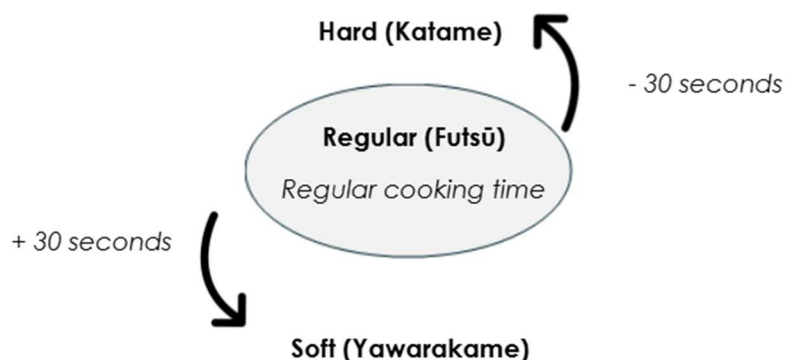 Hard (Katame)
- 30 seconds
Regular (Futsū)
Regular cooking time
+ 30 seconds
Soft (Yawarakame)